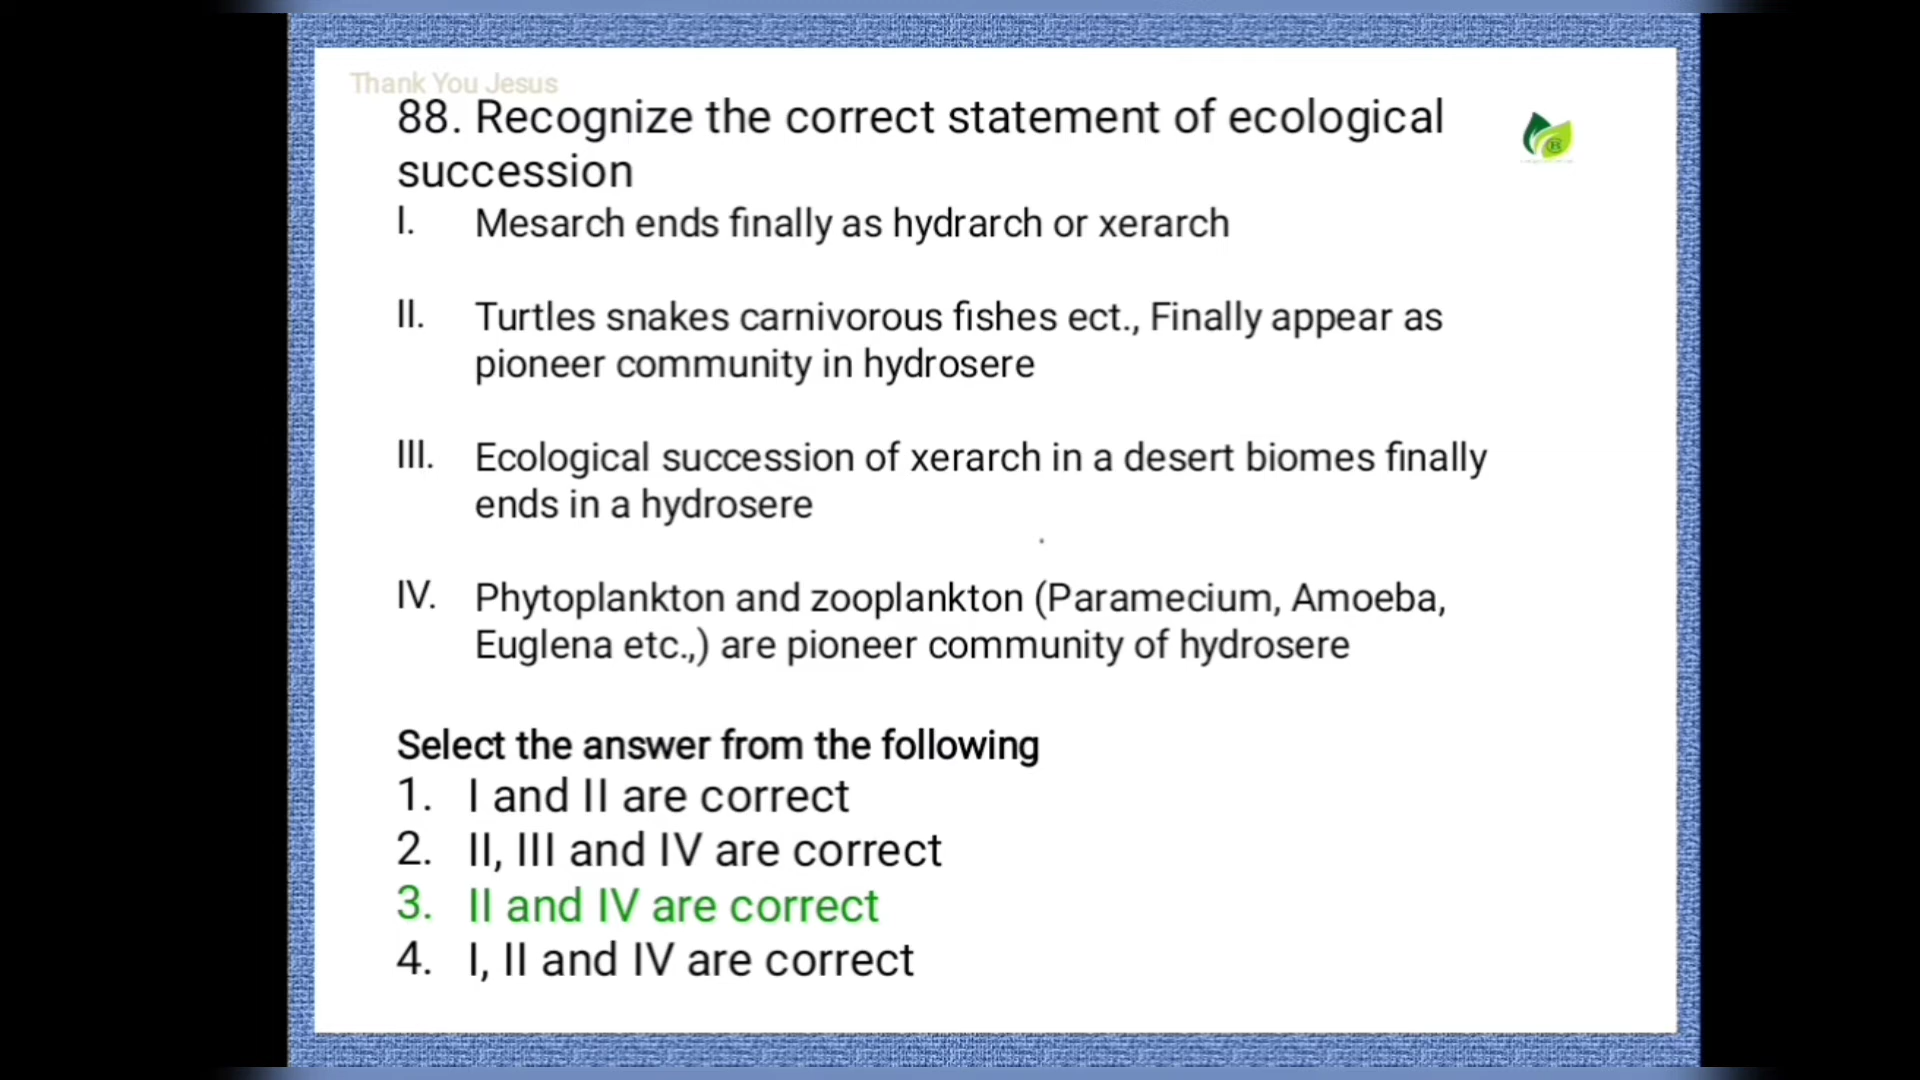 Thank You Jesus
88. Recognize the correct statement of ecological
succession
I. Mesarch ends finally as hydrarch or xerarch
II. Turtles snakes carnivorous fishes ect., Finally appear as
pioneer community in hydrosere
III. Ecological succession of xerarch in a desert biomes finally
ends in a hydrosere
IV. Phytoplankton and zooplankton (Paramecium, Amoeba,
Euglena etc.,) are pioneer community of hydrosere
Select the answer from the following
1. I and II are correct
2. II, III and IV are correct
3. II and IV are correct
4. I, II and IV are correct